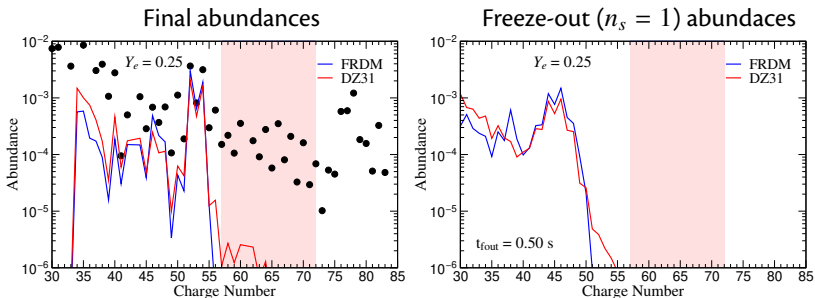 Final abundances
Freeze-out (n_s = 1) abundaces
10^-2
10^-3
10^-4
10^-5
10^-6
Abundance
Y_e = 0.25
FRDM
DZ31
30 35 40 45 50 55 60 65 70 75 80 85
Charge Number
10^-2
10^-3
10^-4
10^-5
10^-6
Abundance
Y_e = 0.25
FRDM
DZ31
t_fout = 0.50 s
30 35 40 45 50 55 60 65 70 75 80 85
Charge Number